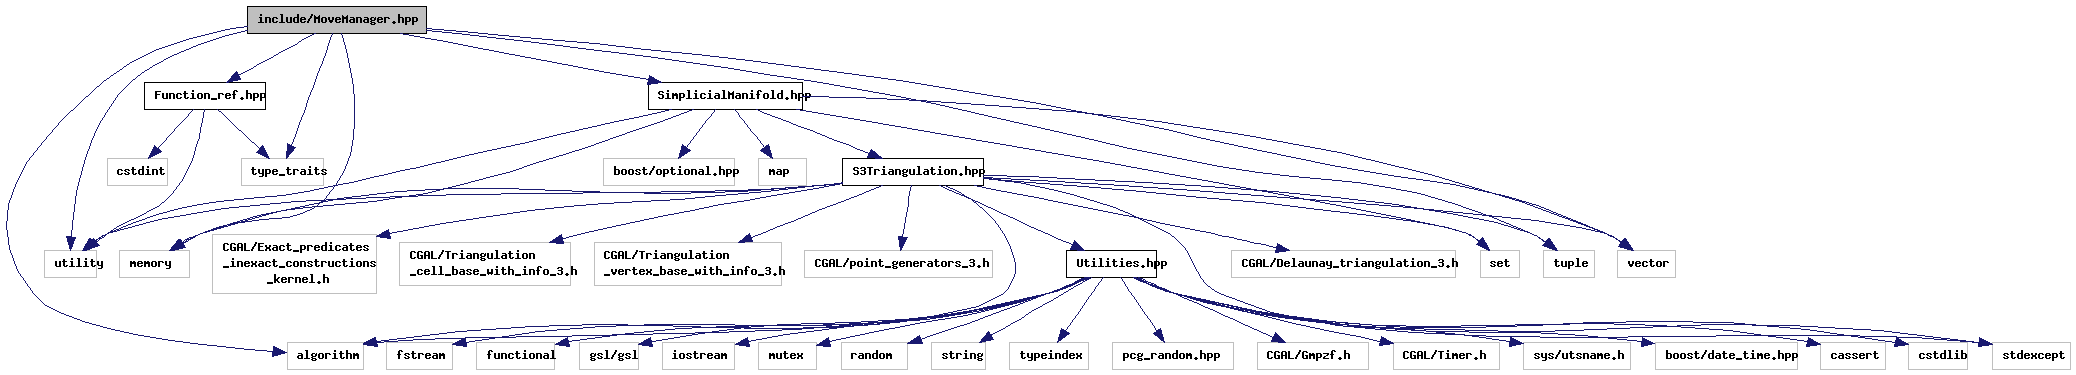 include/MoveManager.hpp
Function_ref.hpp
SimplicialManifold.hpp
cstdint
type_traits
boost/optional.hpp
map
S3Triangulation.hpp
utility
memory
CGAL/Exact_predicates
_inexact_constructions
_kernel.h
CGAL/Triangulation
_cell_base_with_info_3.h
CGAL/Triangulation
_vertex_base_with_info_3.h
CGAL/point_generators_3.h
Utilities.hpp
CGAL/Delaunay_triangulation_3.h
set
tuple
vector
algorithm
fstream
functional
gsl/gsl
iostream
mutex
random
string
typeindex
pcg_random.hpp
CGAL/Gmpzf.h
CGAL/Timer.h
sys/utsname.h
boost/date_time.hpp
cassert
cstdlib
stdexcept